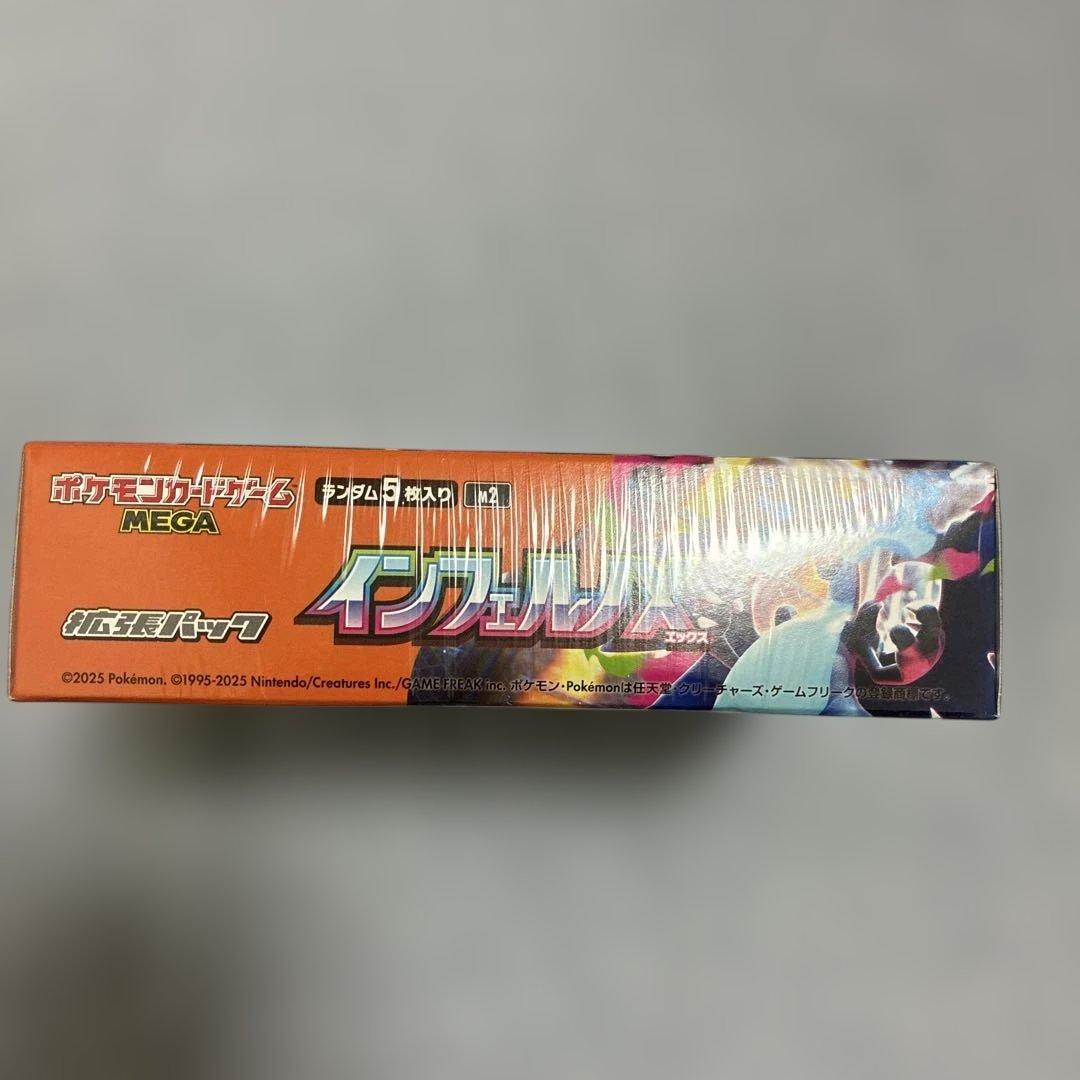 ポケモンカードゲーム
MEGA
ランダム5枚入り M2
インフェルノX
エックス
拡張パック
©2025 Pokémon. ©1995-2025 Nintendo/Creatures Inc./GAME FREAK inc. ポケモン・Pokémonは任天堂・クリーチャーズ・ゲームフリークの登録商標です。